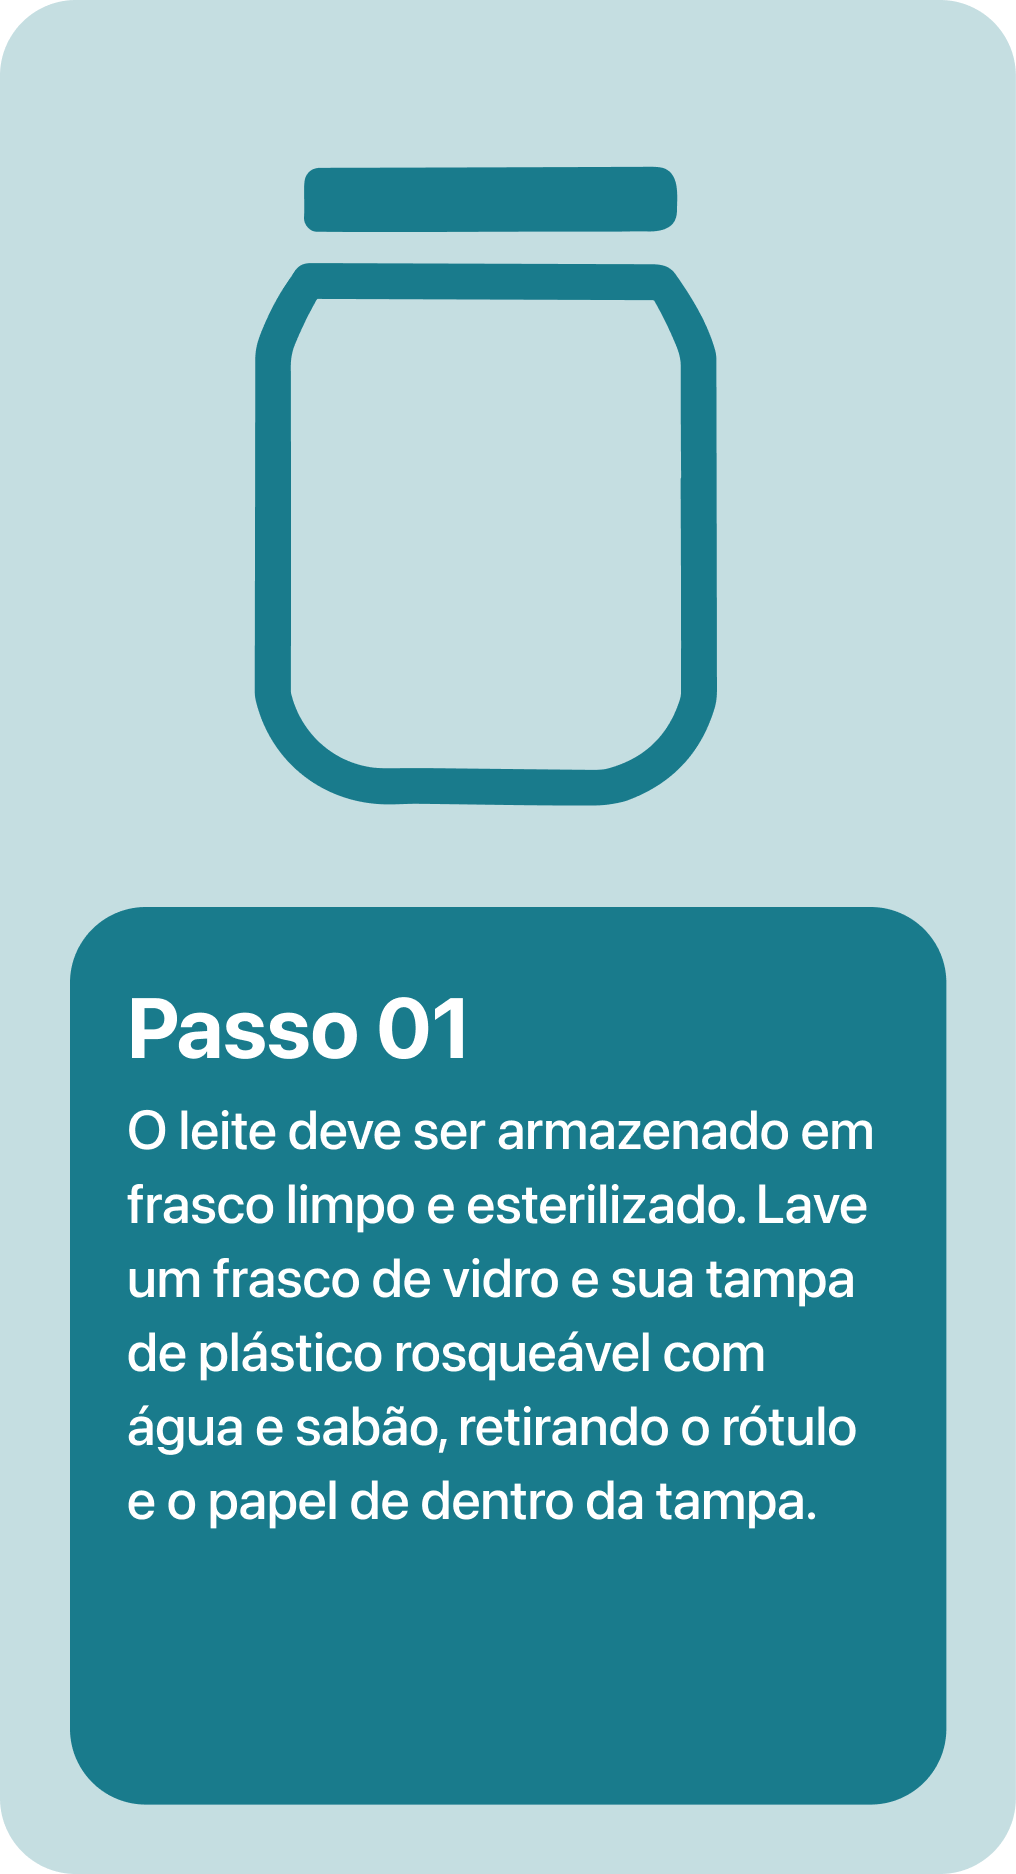 Passo 01
O leite deve ser armazenado em
frasco limpo e esterilizado. Lave
um frasco de vidro e sua tampa
de plástico rosqueável com
água e sabão, retirando o rótulo
e o papel de dentro da tampa.